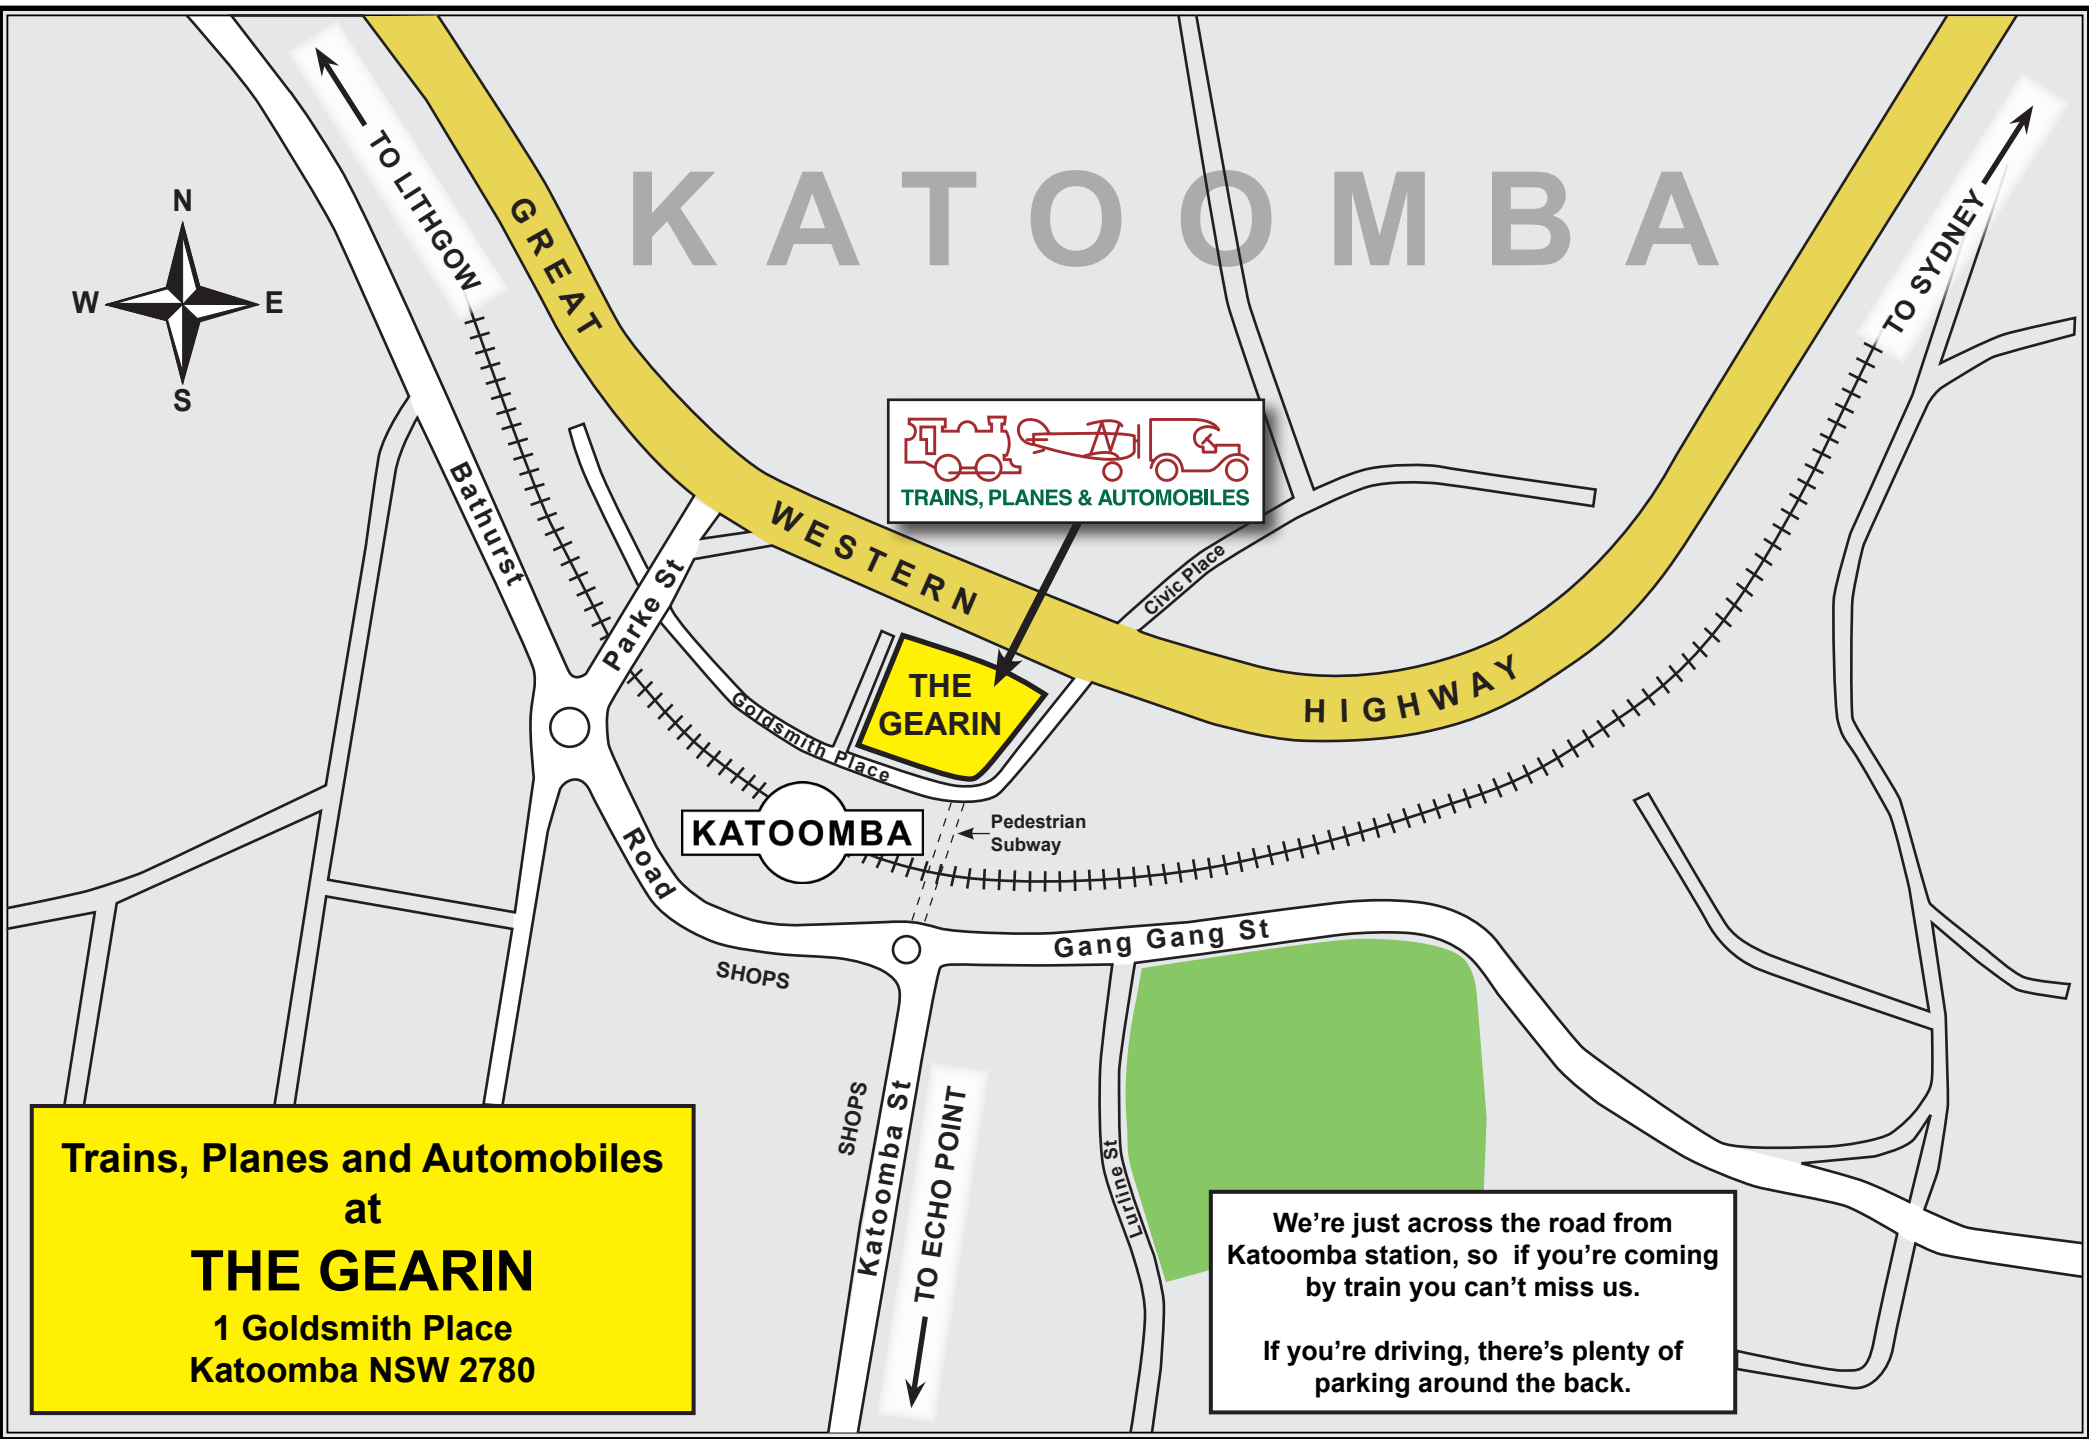 KATOOMBA
TO LITHGOW
TO SYDNEY
N
W
E
S
GREAT
WESTERN
HIGHWAY
TRAINS, PLANES & AUTOMOBILES
Civic Place
Bathurst
Parke St
THE
GEARIN
Goldsmith Place
KATOOMBA
Pedestrian
Subway
Road
Gang Gang St
SHOPS
SHOPS
Katoomba St
TO ECHO POINT
Lurline St
Trains, Planes and Automobiles
at
THE GEARIN
1 Goldsmith Place
Katoomba NSW 2780
We're just across the road from
Katoomba station, so  if you're coming
by train you can't miss us.
If you're driving, there's plenty of
parking around the back.